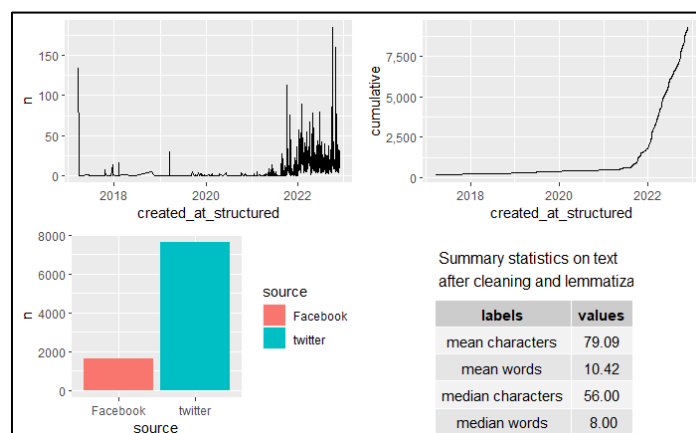 n
150
100
50
0
2018
2020
2022
created_at_structured
cumulative
7,500
5,000
2,500
0
2018
2020
2022
created_at_structured
n
8000
6000
4000
2000
0
Facebook
twitter
source
source
Facebook
twitter
Summary statistics on text
after cleaning and lemmatiza
labels values
mean characters 79.09
mean words 10.42
median characters 56.00
median words 8.00